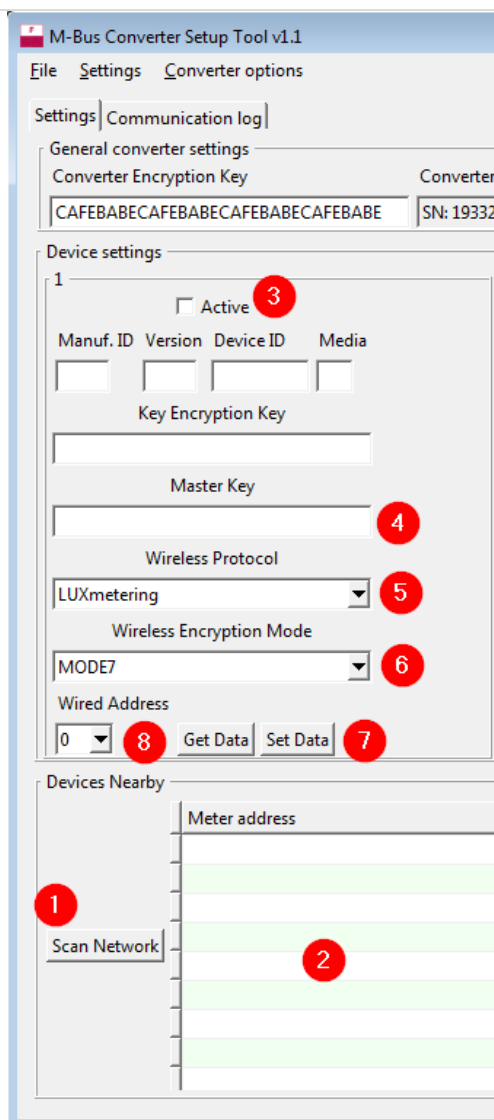 M-Bus Converter Setup Tool v1.1
File Settings Converter options
Settings Communication log
General converter settings
Converter Encryption Key Converter
CAFEBABECAFEBABECAFEBABECAFEBABE SN: 19332
Device settings
1
Active 3
Manuf. ID Version Device ID Media
Key Encryption Key
Master Key
4
Wireless Protocol
LUXmetering 5
Wireless Encryption Mode
MODE7 6
Wired Address
0 8 Get Data Set Data 7
Devices Nearby
Meter address
1
Scan Network
2